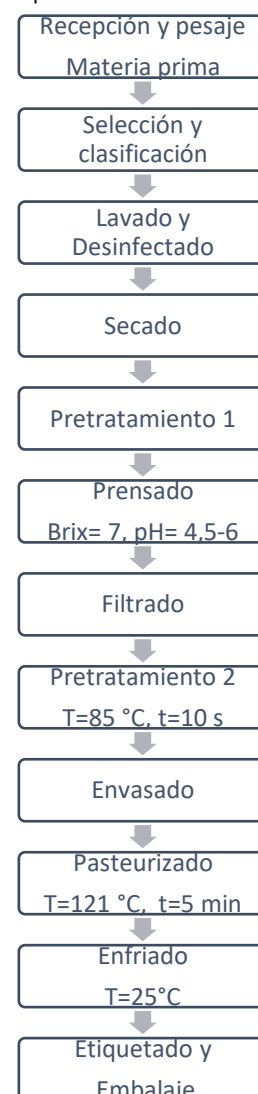 Recepción y pesaje
Materia prima
Selección y
clasificación
Lavado y
Desinfectado
Secado
Pretratamiento 1
Prensado
Brix= 7, pH= 4,5-6
Filtrado
Pretratamiento 2
T=85 °C, t=10 s
Envasado
Pasteurizado
T=121 °C, t=5 min
Enfriado
T=25°C
Etiquetado y
Embalaje